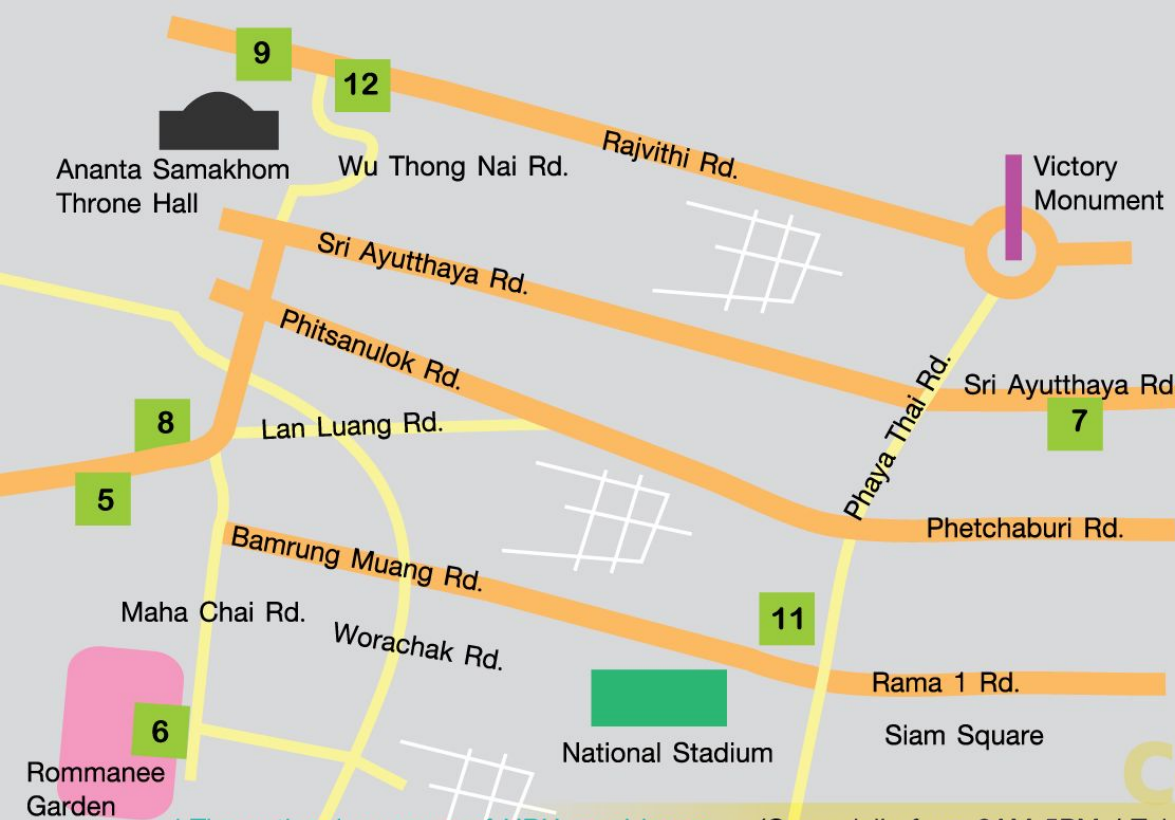 9
12
Rajvithi Rd.
Ananta Samakhom
Throne Hall
Wu Thong Nai Rd.
Victory
Monument
Sri Ayutthaya Rd.
Phitsanulok Rd.
Phaya Thai Rd.
Sri Ayutthaya Rd
7
8
Lan Luang Rd.
5
Bamrung Muang Rd.
Phetchaburi Rd.
Maha Chai Rd.
Worachak Rd.
11
Rama 1 Rd.
6
National Stadium
Siam Square
Rommanee
Garden